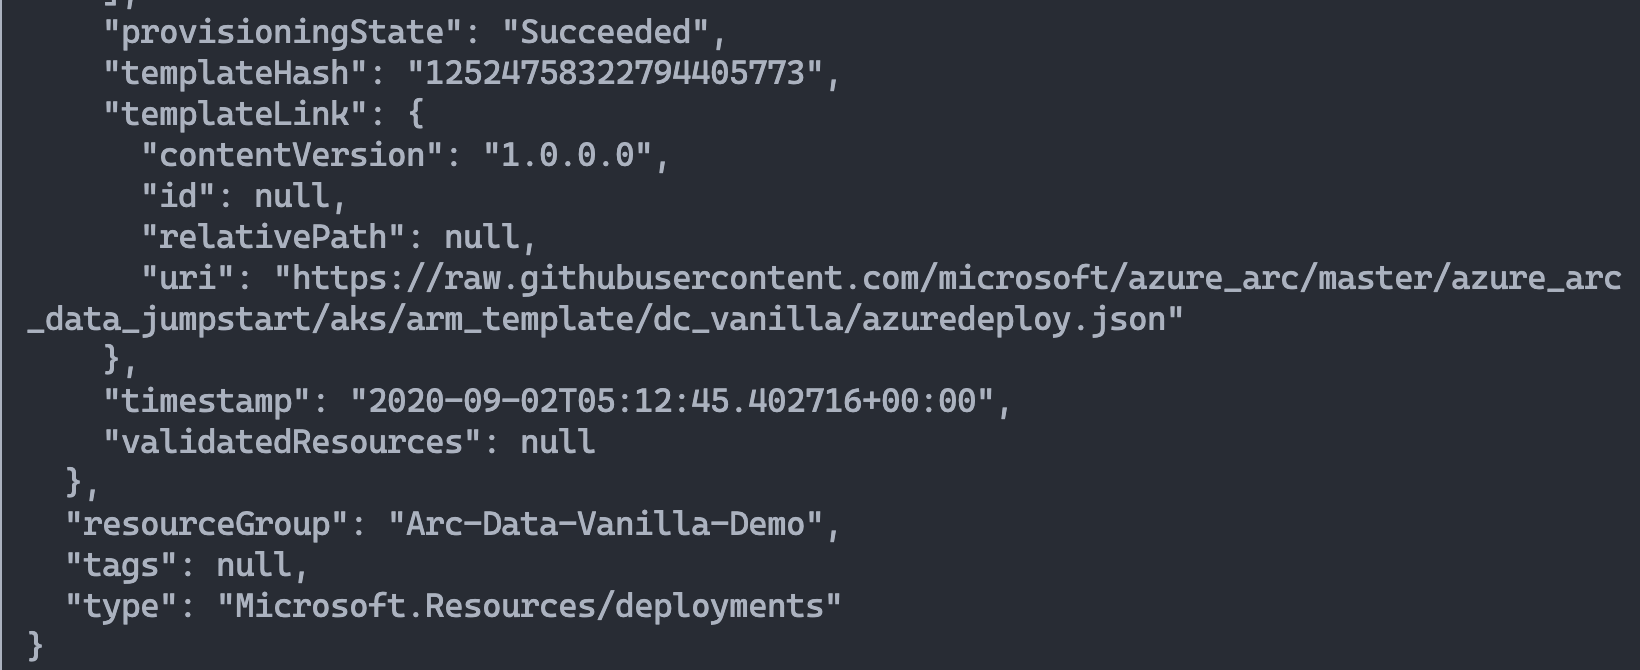 ],
"provisioningState": "Succeeded",
"templateHash": "12524758322794405773",
"templateLink": {
"contentVersion": "1.0.0.0",
"id": null,
"relativePath": null,
"uri": "https://raw.githubusercontent.com/microsoft/azure_arc/master/azure_arc
_data_jumpstart/aks/arm_template/dc_vanilla/azuredeploy.json"
},
"timestamp": "2020-09-02T05:12:45.402716+00:00",
"validatedResources": null
},
"resourceGroup": "Arc-Data-Vanilla-Demo",
"tags": null,
"type": "Microsoft.Resources/deployments"
}